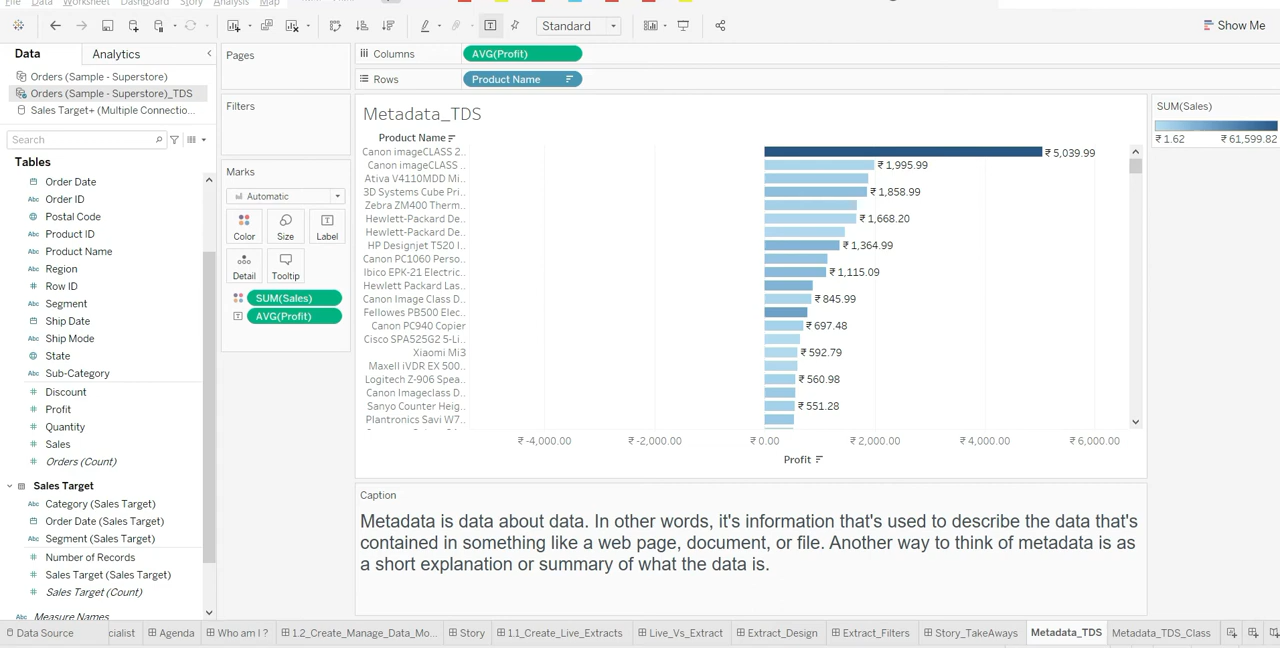 File Data Worksheet Dashboard Story Analysis Map
Standard
Show Me
Data Analytics
Orders (Sample - Superstore)
Orders (Sample - Superstore)_TDS
Sales Target+ (Multiple Connectio...
Search
Tables
Order Date
Abc Order ID
Postal Code
Abc Product ID
Abc Product Name
Abc Region
# Row ID
Abc Segment
Ship Date
Abc Ship Mode
State
Abc Sub-Category
# Discount
# Profit
# Quantity
# Sales
# Orders (Count)
Sales Target
Abc Category (Sales Target)
Order Date (Sales Target)
Abc Segment (Sales Target)
# Number of Records
# Sales Target (Sales Target)
# Sales Target (Count)
Abc Measure Names
Pages
Filters
Marks
Automatic
Color Size Label
Detail Tooltip
SUM(Sales)
AVG(Profit)
Columns AVG(Profit)
Rows Product Name
Metadata_TDS
Product Name
Canon imageCLASS 2.. ₹ 5,039.99
Canon imageCLASS .. ₹ 1,995.99
Ativa V4110MDD Mi..
3D Systems Cube Pri.. ₹ 1,858.99
Zebra ZM400 Therm..
Hewlett-Packard De.. ₹ 1,668.20
Hewlett-Packard De..
HP Designjet T520 I.. ₹ 1,364.99
Canon PC1060 Perso..
Ibico EPK-21 Electric.. ₹ 1,115.09
Hewlett Packard Las..
Canon Image Class D.. ₹ 845.99
Fellowes PB500 Elec..
Canon PC940 Copier ₹ 697.48
Cisco SPA525G2 5-Li..
Xiaomi Mi3 ₹ 592.79
Maxell iVDR EX 500..
Logitech Z-906 Spea.. ₹ 560.98
Canon Imageclass D..
Sanyo Counter Heig.. ₹ 551.28
Plantronics Savi W7..
₹ -4,000.00 ₹ -2,000.00 ₹ 0.00 ₹ 2,000.00 ₹ 4,000.00 ₹ 6,000.00
Profit
SUM(Sales)
₹ 1.62 ₹ 61,599.82
Caption
Metadata is data about data. In other words, it's information that's used to describe the data that's
contained in something like a web page, document, or file. Another way to think of metadata is as
a short explanation or summary of what the data is.
Data Source cialist Agenda Who am I ? 1.2_Create_Manage_Data_Mo... Story 1.1_Create_Live_Extracts Live_Vs_Extract Extract_Design Extract_Filters Story_TakeAways Metadata_TDS Metadata_TDS_Class